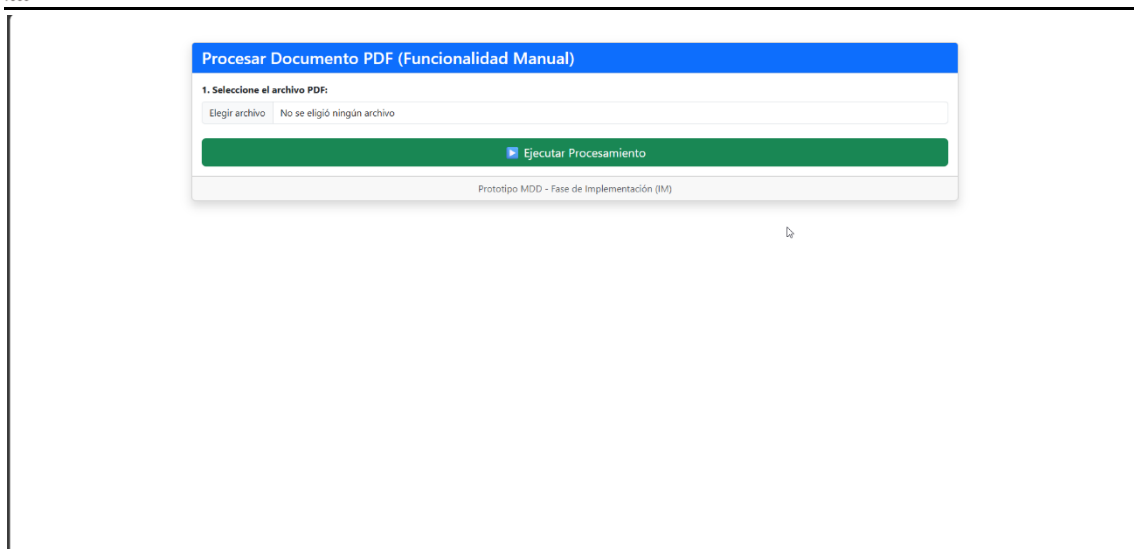 Procesar Documento PDF (Funcionalidad Manual)
1. Seleccione el archivo PDF:
Elegir archivo No se eligió ningún archivo
Ejecutar Procesamiento
Prototipo MDD - Fase de Implementación (IM)